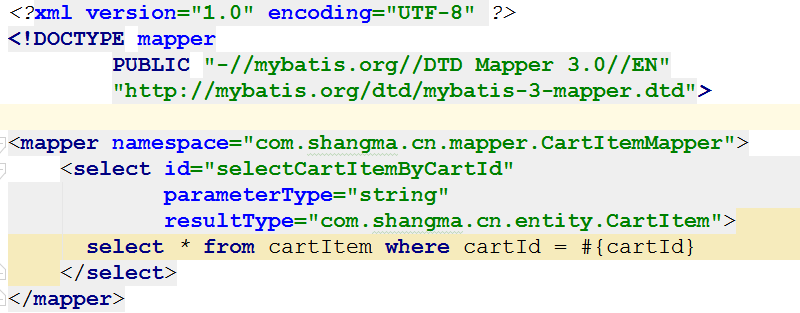 <?xml version="1.0" encoding="UTF-8" ?>
<!DOCTYPE mapper
PUBLIC "-//mybatis.org//DTD Mapper 3.0//EN"
"http://mybatis.org/dtd/mybatis-3-mapper.dtd">
<mapper namespace="com.shangma.cn.mapper.CartItemMapper">
<select id="selectCartItemByCartId"
parameterType="string"
resultType="com.shangma.cn.entity.CartItem">
select * from cartItem where cartId = #{cartId}
</select>
</mapper>